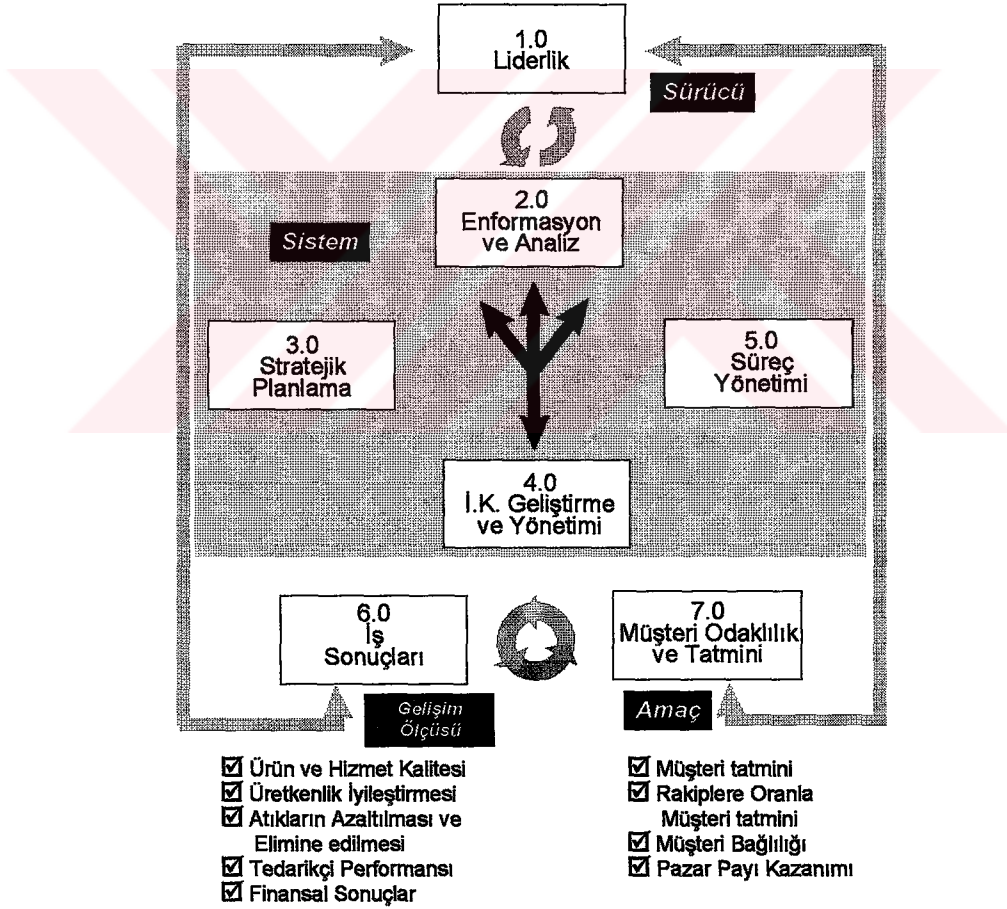 1.0
Liderlik
Sürücü
2.0
Enformasyon
ve Analiz
Sistem
3.0
Stratejik
Planlama
5.0
Süreç
Yönetimi
4.0
İ.K. Geliştirme
ve Yönetimi
6.0
İş
Sonuçları
7.0
Müşteri Odaklılık
ve Tatmini
Gelişim
Ölçüsü
Amaç
Ürün ve Hizmet Kalitesi
Üretkenlik İyileştirmesi
Atıkların Azaltılması ve
Elimine edilmesi
Tedarikçi Performansı
Finansal Sonuçlar
Müşteri tatmini
Rakiplere Oranla
Müşteri tatmini
Müşteri Bağlılığı
Pazar Payı Kazanımı